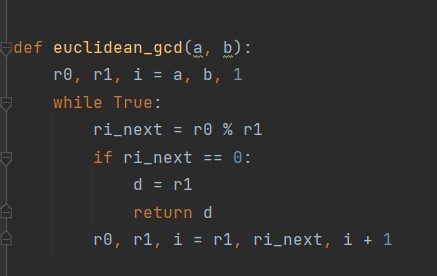 def euclidean_gcd(a, b):
    r0, r1, i = a, b, 1
    while True:
        ri_next = r0 % r1
        if ri_next == 0:
            d = r1
            return d
        r0, r1, i = r1, ri_next, i + 1